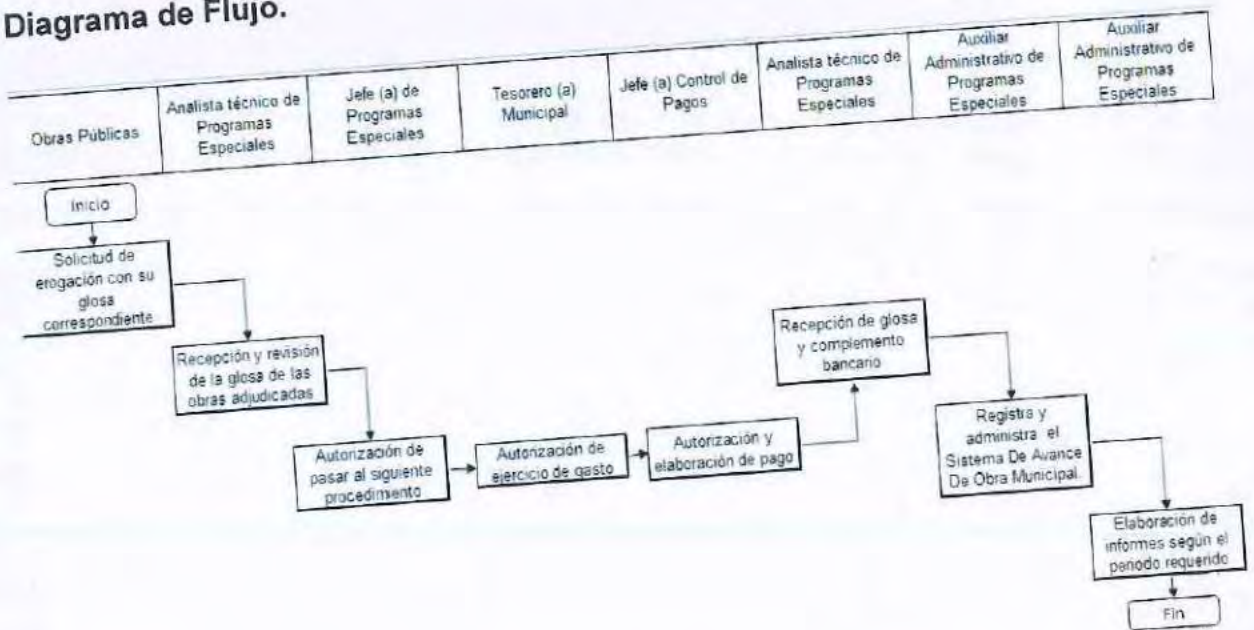 Diagrama de Flujo.
Obras Públicas
Analista técnico de
Programas
Especiales
Jefe (a) de
Programas
Especiales
Tesorero (a)
Municipal
Jefe (a) Control de
Pagos
Analista técnico de
Programas
Especiales
Auxiliar
Administrativo de
Programas
Especiales
Auxiliar
Administrativo de
Programas
Especiales
Inicio
Solicitud de
erogación con su
glosa
correspondiente
Recepción y revisión
de la glosa de las
obras adjudicadas
Autorización de
pasar al siguiente
procedimento
Autorización de
ejercicio de gasto
Autorización y
elaboración de pago
Recepción de glosa
y complemento
bancario
Registra y
administra el
Sistema De Avance
De Obra Municipal.
Elaboración de
informes según el
periodo requerido
Fin